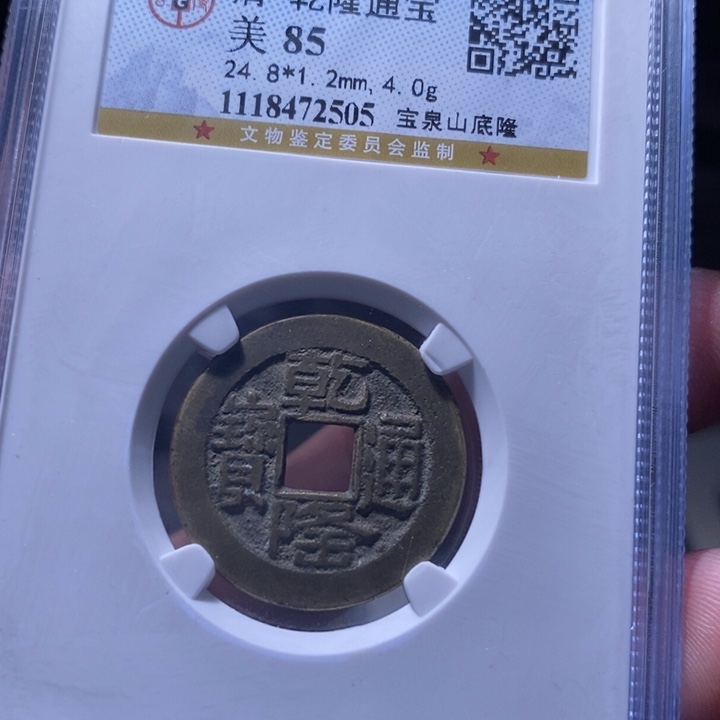 清 乾隆通宝
美 85
24.8*1.2mm, 4.0g
1118472505 宝泉山底隆
文物鉴定委员会监制
乾
寶 通
隆